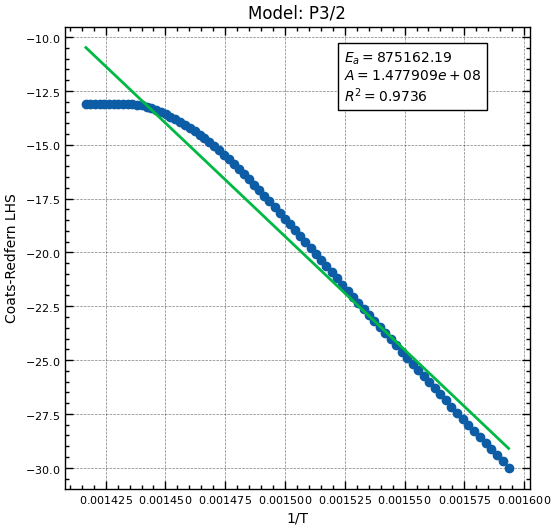 Model: P3/2
E_a = 875162.19
A = 1.477909e + 08
R² = 0.9736
Coats-Redfern LHS
−10.0
−12.5
−15.0
−17.5
−20.0
−22.5
−25.0
−27.5
−30.0
0.001425 0.001450 0.001475 0.001500 0.001525 0.001550 0.001575 0.001600
1/T